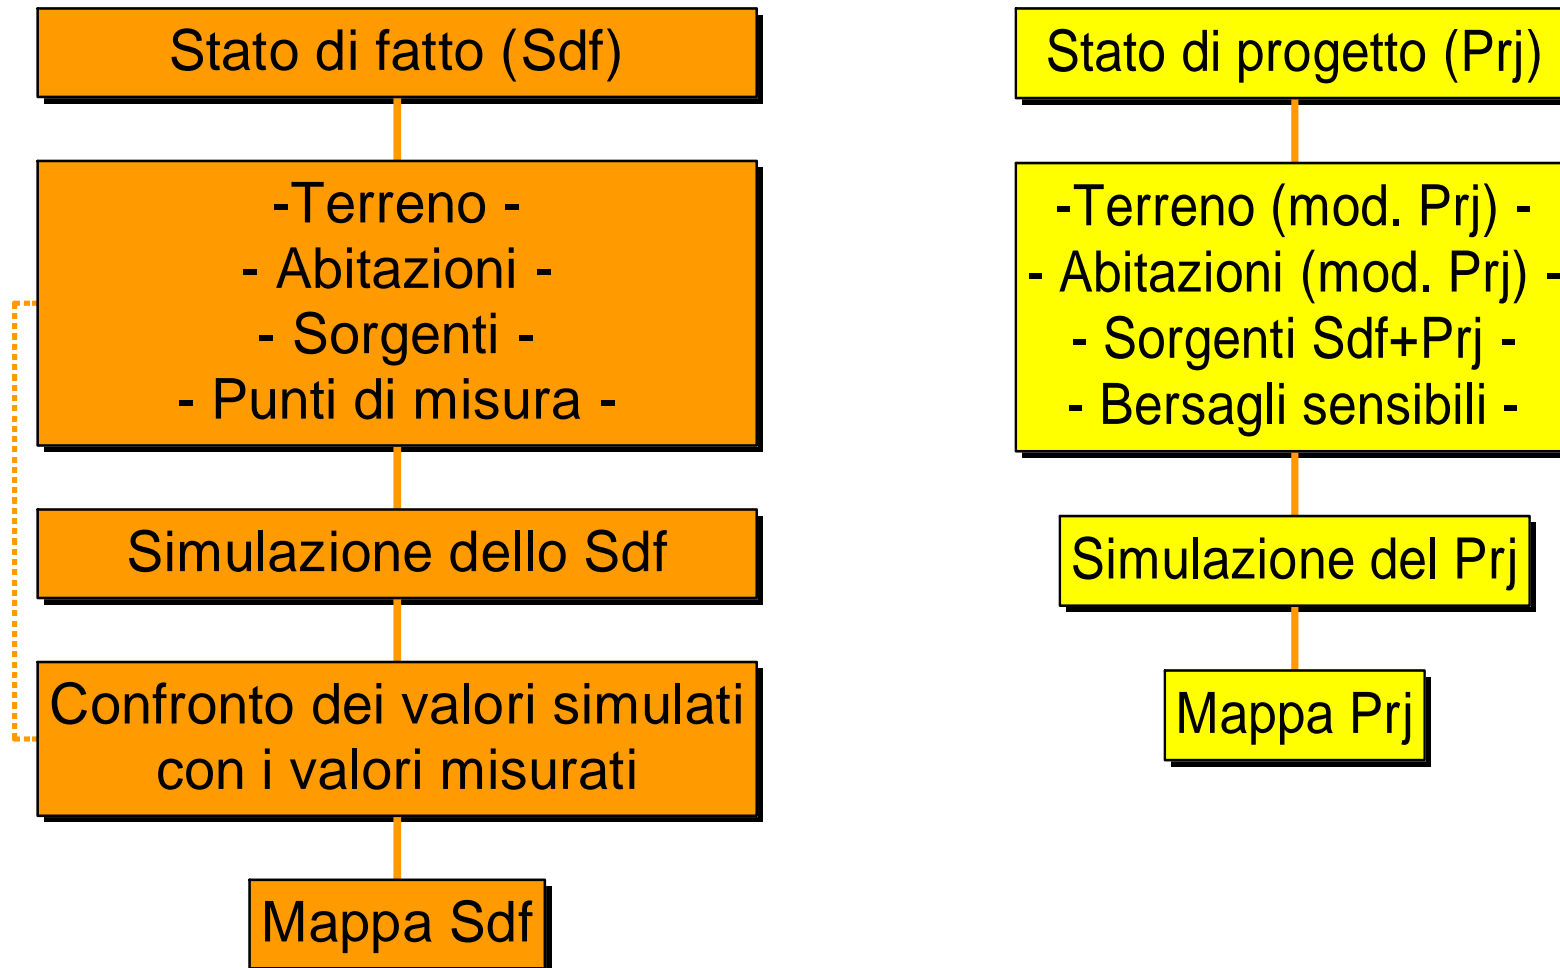 Stato di fatto (Sdf)
-Terreno -
- Abitazioni -
- Sorgenti -
- Punti di misura -
Simulazione dello Sdf
Confronto dei valori simulati
con i valori misurati
Mappa Sdf
Stato di progetto (Prj)
-Terreno (mod. Prj) -
- Abitazioni (mod. Prj) -
- Sorgenti Sdf+Prj -
- Bersagli sensibili -
Simulazione del Prj
Mappa Prj